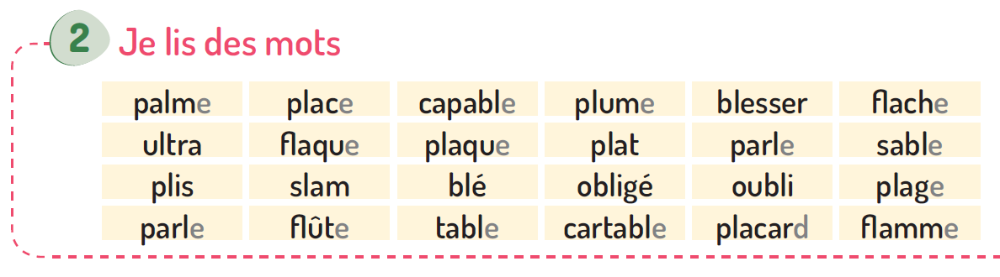 2 Je lis des mots
palme place capable plume blesser flache
ultra flaque plaque plat parle sable
plis slam blé obligé oubli plage
parle flûte table cartable placard flamme